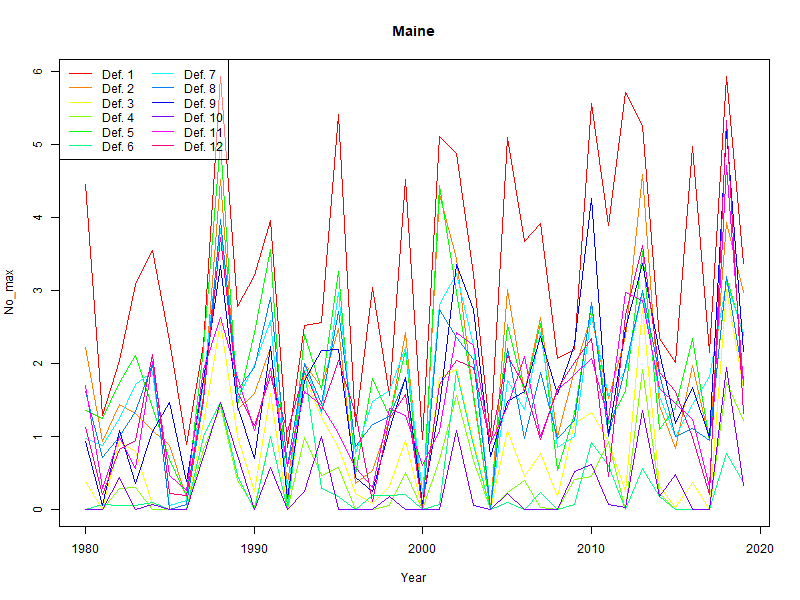 Maine
Def. 1 Def. 7
Def. 2 Def. 8
Def. 3 Def. 9
Def. 4 Def. 10
Def. 5 Def. 11
Def. 6 Def. 12
6
5
4
3
2
1
0
No_max
1980 1990 2000 2010 2020
Year